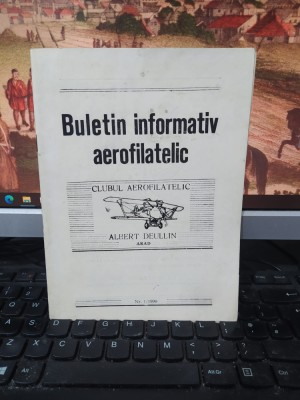 Buletin informativ
aerofilatelic
CLUBUL AEROFILATELIC
ALBERT DEULLIN
ARAD